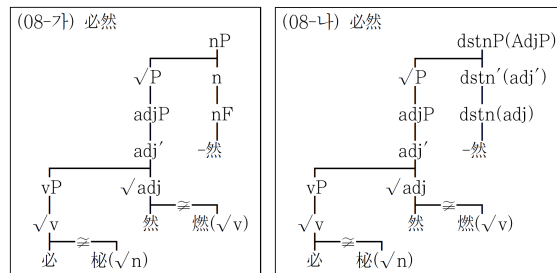 (08-가) 必然
nP
√P n
adjP nF
adj′ -然
vP √adj
√v 然 ≆ 燃(√v)
必 ≆ 柲(√n)
(08-나) 必然
dstnP(AdjP)
√P dstn′(adj′)
adjP dstn(adj)
adj′ -然
vP √adj
√v 然 ≆ 燃(√v)
必 ≆ 柲(√n)